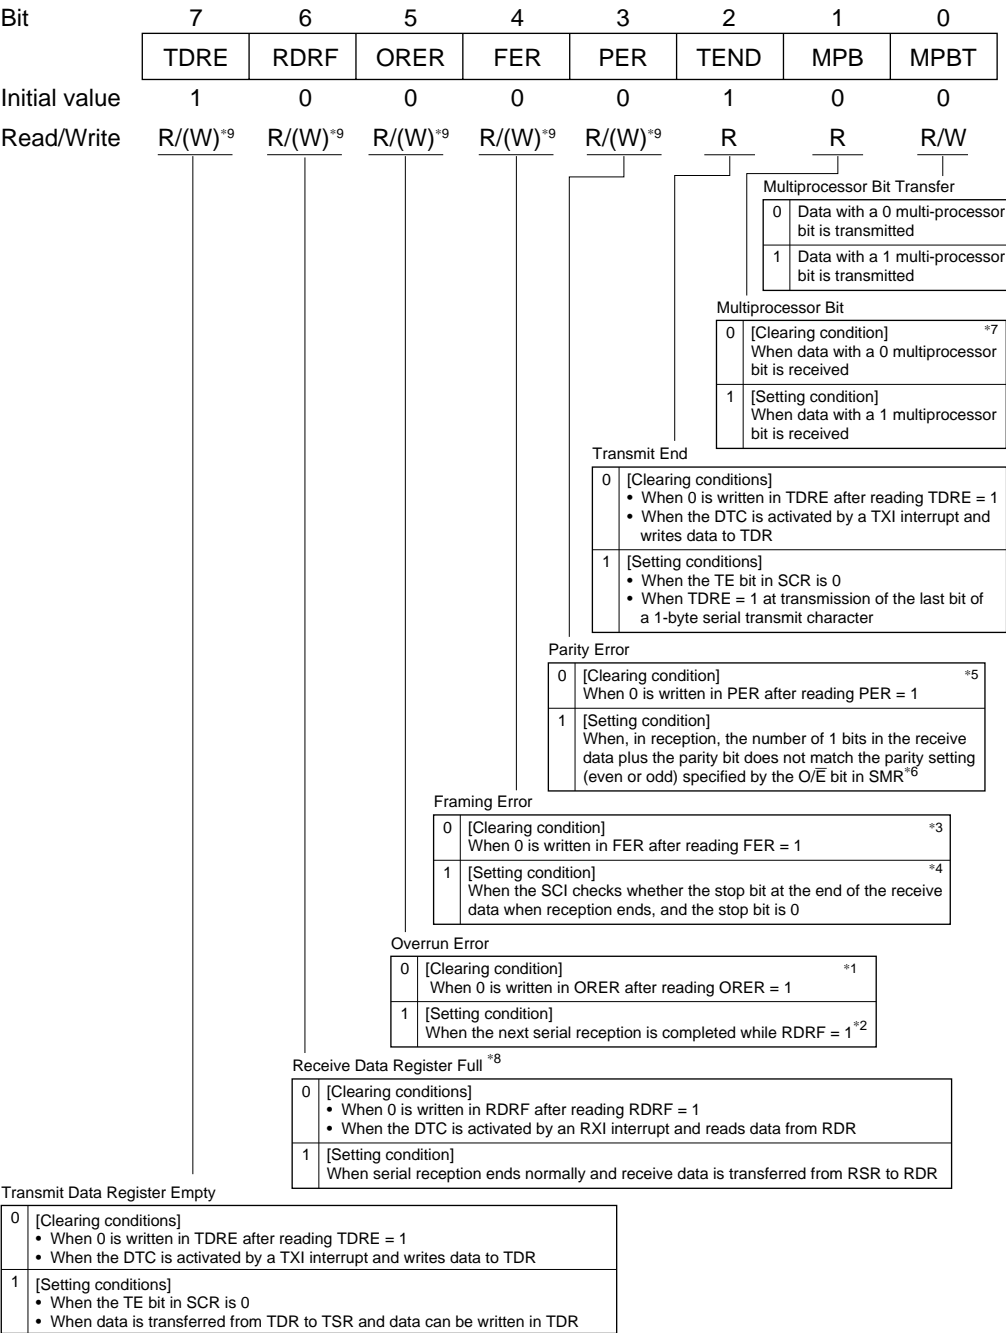 Bit 7 6 5 4 3 2 1 0
TDRE RDRF ORER FER PER TEND MPB MPBT
Initial value 1 0 0 0 0 1 0 0
Read/Write R/(W)*9 R/(W)*9 R/(W)*9 R/(W)*9 R/(W)*9 R R R/W
Multiprocessor Bit Transfer
0 Data with a 0 multi-processor
bit is transmitted
1 Data with a 1 multi-processor
bit is transmitted
Multiprocessor Bit
0 [Clearing condition] *7
When data with a 0 multiprocessor
bit is received
1 [Setting condition]
When data with a 1 multiprocessor
bit is received
Transmit End
0 [Clearing conditions]
• When 0 is written in TDRE after reading TDRE = 1
• When the DTC is activated by a TXI interrupt and
writes data to TDR
1 [Setting conditions]
• When the TE bit in SCR is 0
• When TDRE = 1 at transmission of the last bit of
a 1-byte serial transmit character
Parity Error
0 [Clearing condition] *5
When 0 is written in PER after reading PER = 1
1 [Setting condition]
When, in reception, the number of 1 bits in the receive
data plus the parity bit does not match the parity setting
(even or odd) specified by the O/E̅ bit in SMR*6
Framing Error
0 [Clearing condition] *3
When 0 is written in FER after reading FER = 1
1 [Setting condition] *4
When the SCI checks whether the stop bit at the end of the receive
data when reception ends, and the stop bit is 0
Overrun Error
0 [Clearing condition] *1
When 0 is written in ORER after reading ORER = 1
1 [Setting condition]
When the next serial reception is completed while RDRF = 1*2
Receive Data Register Full *8
0 [Clearing conditions]
• When 0 is written in RDRF after reading RDRF = 1
• When the DTC is activated by an RXI interrupt and reads data from RDR
1 [Setting condition]
When serial reception ends normally and receive data is transferred from RSR to RDR
Transmit Data Register Empty
0 [Clearing conditions]
• When 0 is written in TDRE after reading TDRE = 1
• When the DTC is activated by a TXI interrupt and writes data to TDR
1 [Setting conditions]
• When the TE bit in SCR is 0
• When data is transferred from TDR to TSR and data can be written in TDR